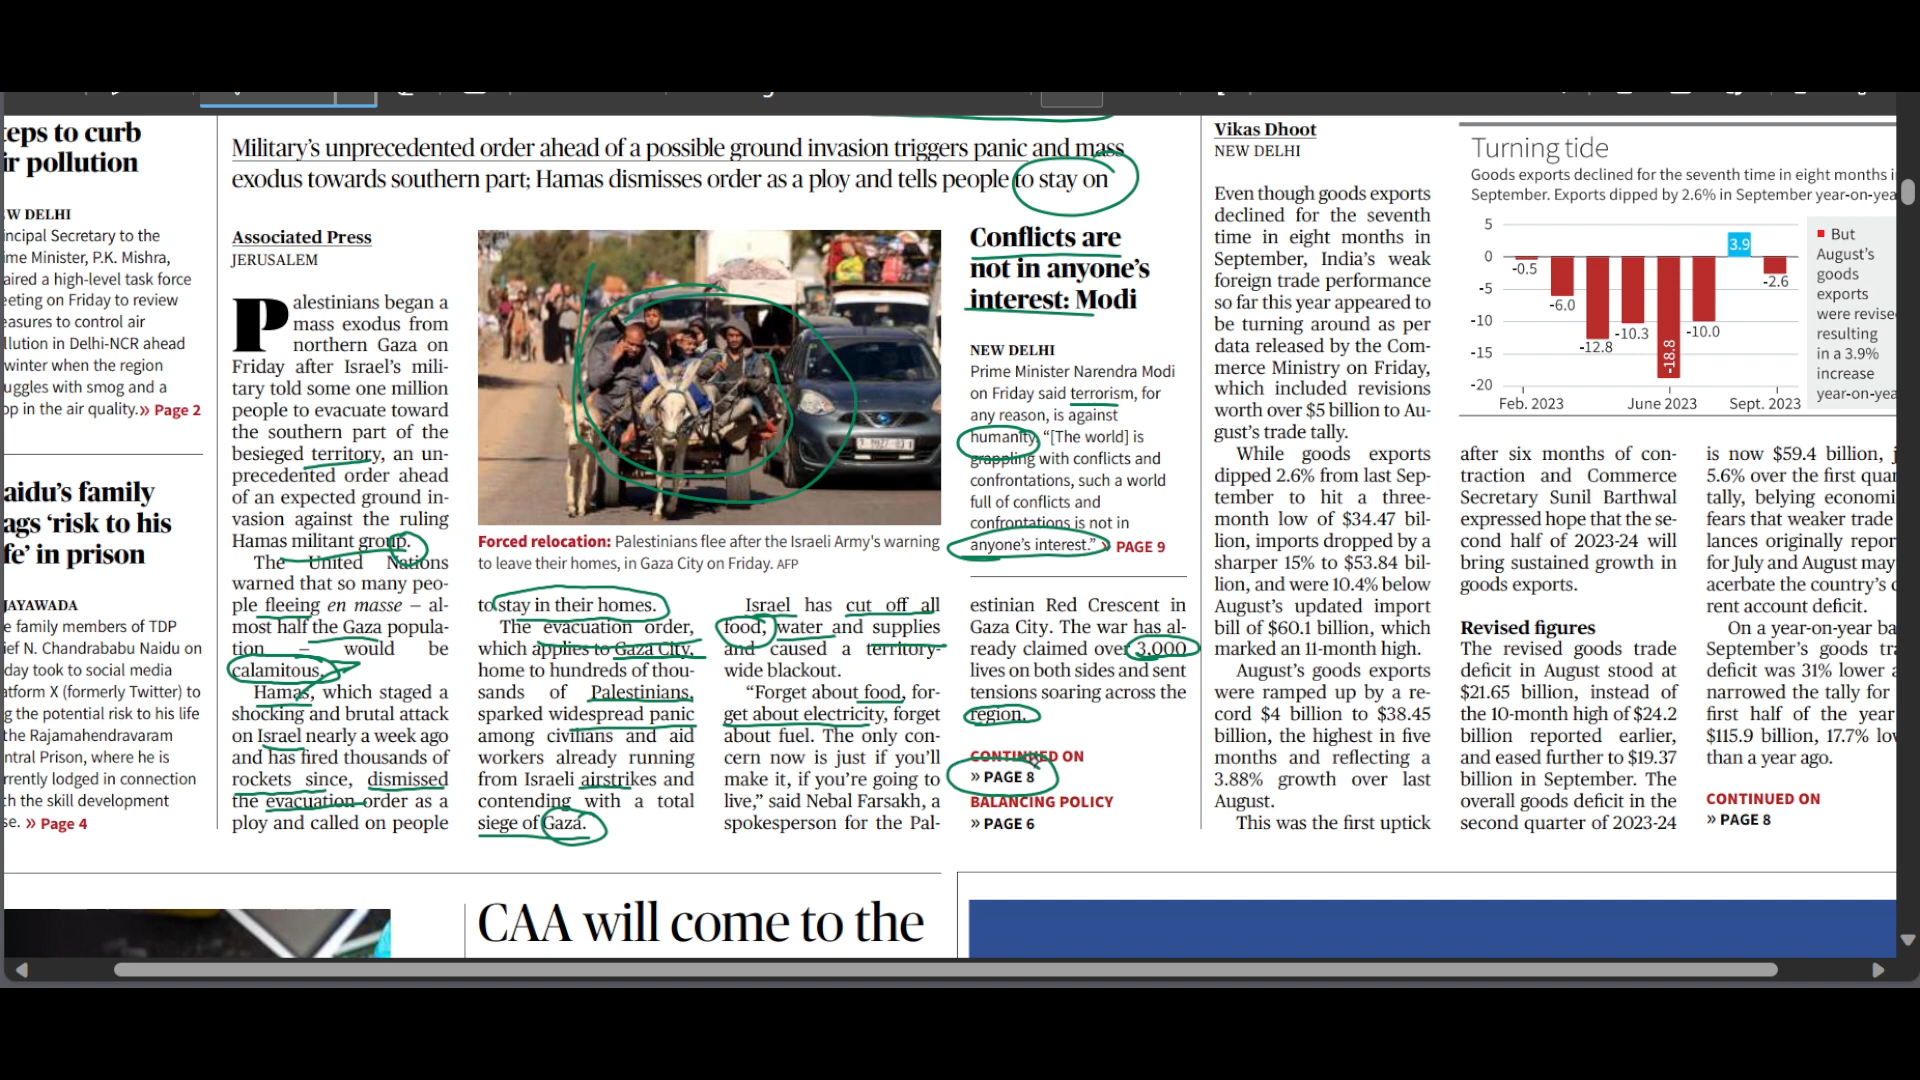 teps to curb
ir pollution
EW DELHI
incipal Secretary to the
ime Minister, P.K. Mishra,
aired a high-level task force
eeting on Friday to review
easures to control air
llution in Delhi-NCR ahead
winter when the region
uggles with smog and a
op in the air quality.» Page 2
aidu's family
ags ‘risk to his
fe’ in prison
JAYAWADA
e family members of TDP
ief N. Chandrababu Naidu on
day took to social media
atform X (formerly Twitter) to
g the potential risk to his life
the Rajamahendravaram
ntral Prison, where he is
rrently lodged in connection
th the skill development
se. » Page 4
Military’s unprecedented order ahead of a possible ground invasion triggers panic and mass
exodus towards southern part; Hamas dismisses order as a ploy and tells people to stay on
Associated Press
JERUSALEM
Palestinians began a
mass exodus from
northern Gaza on
Friday after Israel’s mili-
tary told some one million
people to evacuate toward
the southern part of the
besieged territory, an un-
precedented order ahead
of an expected ground in-
vasion against the ruling
Hamas militant group.
The United Nations
warned that so many peo-
ple fleeing en masse – al-
most half the Gaza popula-
tion – would be
calamitous.
Hamas, which staged a
shocking and brutal attack
on Israel nearly a week ago
and has fired thousands of
rockets since, dismissed
the evacuation order as a
ploy and called on people
Forced relocation: Palestinians flee after the Israeli Army's warning
to leave their homes, in Gaza City on Friday. AFP
to stay in their homes.
The evacuation order,
which applies to Gaza City,
home to hundreds of thou-
sands of Palestinians,
sparked widespread panic
among civilians and aid
workers already running
from Israeli airstrikes and
contending with a total
siege of Gaza.
Israel has cut off all
food, water and supplies
and caused a territory-
wide blackout.
“Forget about food, for-
get about electricity, forget
about fuel. The only con-
cern now is just if you’ll
make it, if you’re going to
live,” said Nebal Farsakh, a
spokesperson for the Pal-
Conflicts are
not in anyone’s
interest: Modi
NEW DELHI
Prime Minister Narendra Modi
on Friday said terrorism, for
any reason, is against
humanity. “[The world] is
grappling with conflicts and
confrontations, such a world
full of conflicts and
confrontations is not in
anyone’s interest.” » PAGE 9
estinian Red Crescent in
Gaza City. The war has al-
ready claimed over 3,000
lives on both sides and sent
tensions soaring across the
region.
CONTINUED ON
» PAGE 8
BALANCING POLICY
» PAGE 6
Vikas Dhoot
NEW DELHI
Even though goods exports
declined for the seventh
time in eight months in
September, India’s weak
foreign trade performance
so far this year appeared to
be turning around as per
data released by the Com-
merce Ministry on Friday,
which included revisions
worth over $5 billion to Au-
gust’s trade tally.
While goods exports
dipped 2.6% from last Sep-
tember to hit a three-
month low of $34.47 bil-
lion, imports dropped by a
sharper 15% to $53.84 bil-
lion, and were 10.4% below
August’s updated import
bill of $60.1 billion, which
marked an 11-month high.
August’s goods exports
were ramped up by a re-
cord $4 billion to $38.45
billion, the highest in five
months and reflecting a
3.88% growth over last
August.
This was the first uptick
Turning tide
Goods exports declined for the seventh time in eight months i
September. Exports dipped by 2.6% in September year-on-yea
5
0
-5
-10
-15
-20
-0.5
-6.0
-12.8
-10.3
-18.8
-10.0
3.9
-2.6
Feb. 2023 June 2023 Sept. 2023
But
August’s
goods
exports
were revise
resulting
in a 3.9%
increase
year-on-yea
after six months of con-
traction and Commerce
Secretary Sunil Barthwal
expressed hope that the se-
cond half of 2023-24 will
bring sustained growth in
goods exports.
Revised figures
The revised goods trade
deficit in August stood at
$21.65 billion, instead of
the 10-month high of $24.2
billion reported earlier,
and eased further to $19.37
billion in September. The
overall goods deficit in the
second quarter of 2023-24
is now $59.4 billion, j
5.6% over the first quar
tally, belying economi
fears that weaker trade
lances originally repor
for July and August may
acerbate the country’s c
rent account deficit.
On a year-on-year ba
September’s goods tra
deficit was 31% lower a
narrowed the tally for
first half of the year
$115.9 billion, 17.7% low
than a year ago.
CONTINUED ON
» PAGE 8
CAA will come to the